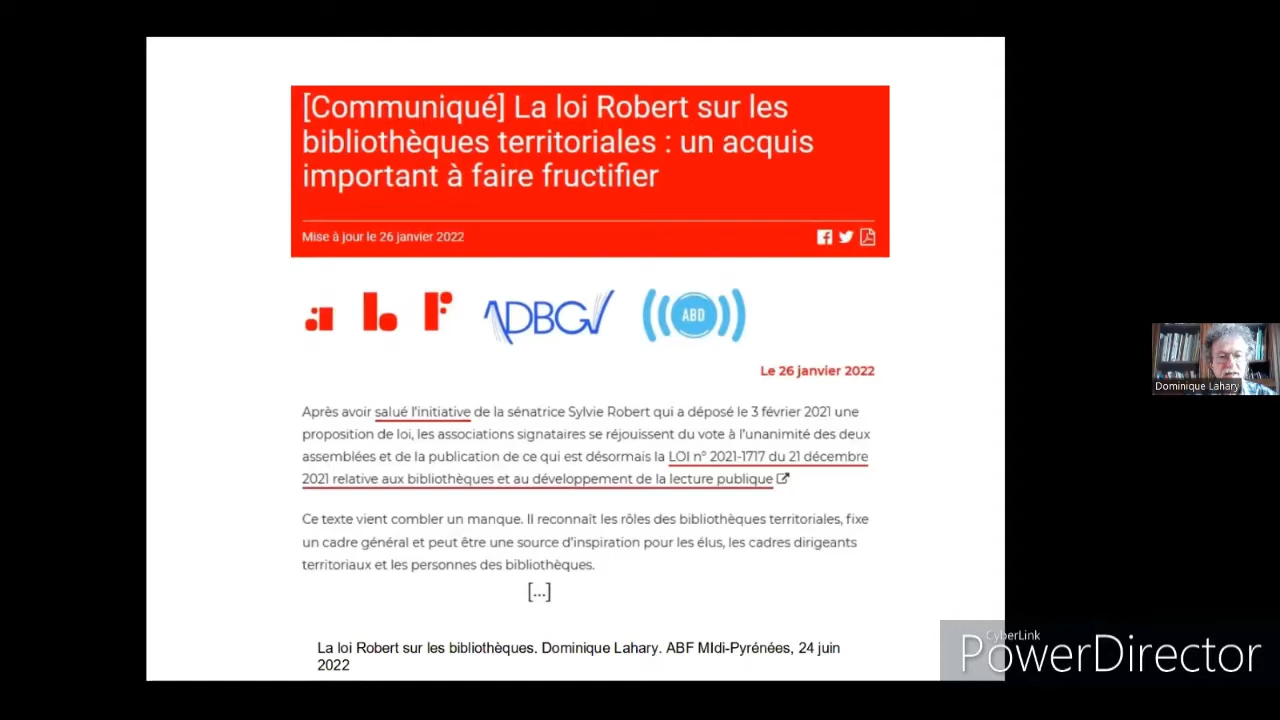 [Communiqué] La loi Robert sur les
bibliothèques territoriales : un acquis
important à faire fructifier
Mise à jour le 26 janvier 2022
abf
ADBGV
ABD
Le 26 janvier 2022
Après avoir salué l'initiative de la sénatrice Sylvie Robert qui a déposé le 3 février 2021 une
proposition de loi, les associations signataires se réjouissent du vote à l'unanimité des deux
assemblées et de la publication de ce qui est désormais la LOI n° 2021-1717 du 21 décembre
2021 relative aux bibliothèques et au développement de la lecture publique
Ce texte vient combler un manque. Il reconnaît les rôles des bibliothèques territoriales, fixe
un cadre général et peut être une source d'inspiration pour les élus, les cadres dirigeants
territoriaux et les personnes des bibliothèques.
[...]
La loi Robert sur les bibliothèques. Dominique Lahary. ABF MIdi-Pyrénées, 24 juin
2022
Dominique Lahary
CyberLink
PowerDirector